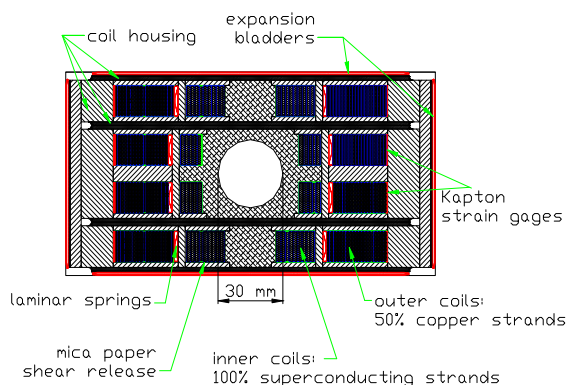 expansion
bladders
coil housing
Kapton
strain gages
laminar springs
30 mm
outer coils:
50% copper strands
mica paper
shear release
inner coils:
100% superconducting strands